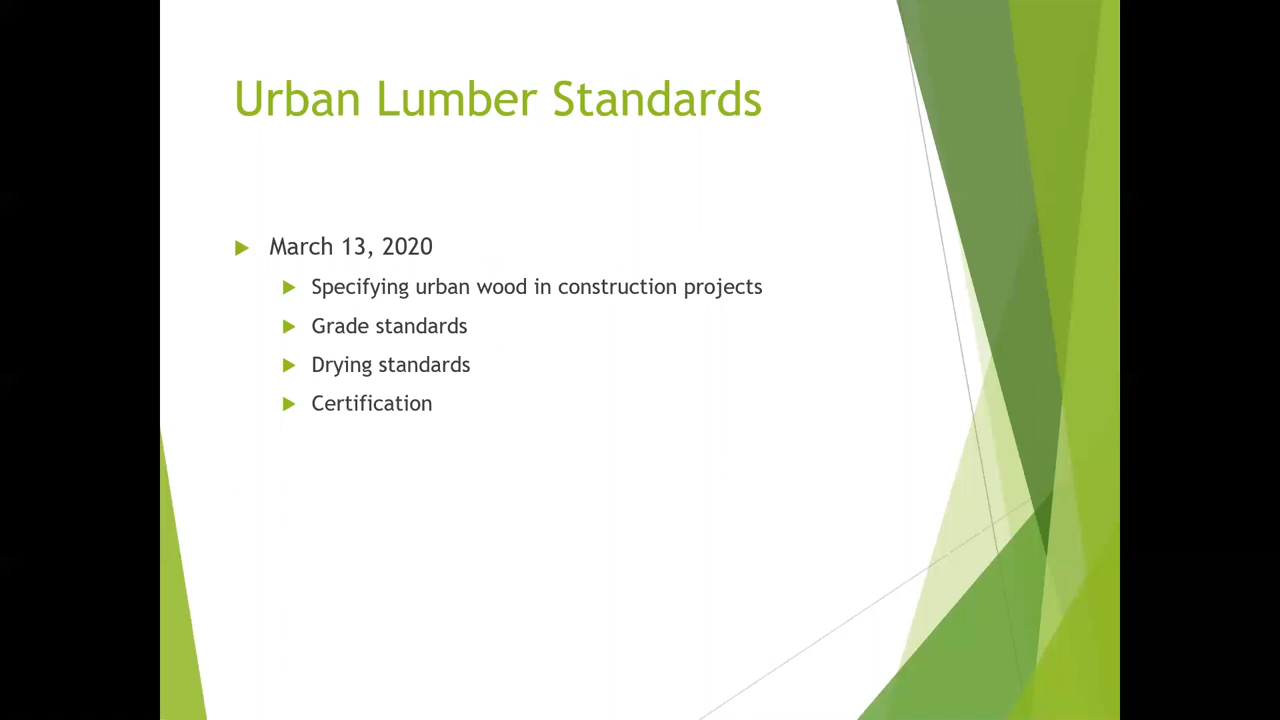 Urban Lumber Standards
March 13, 2020
Specifying urban wood in construction projects
Grade standards
Drying standards
Certification